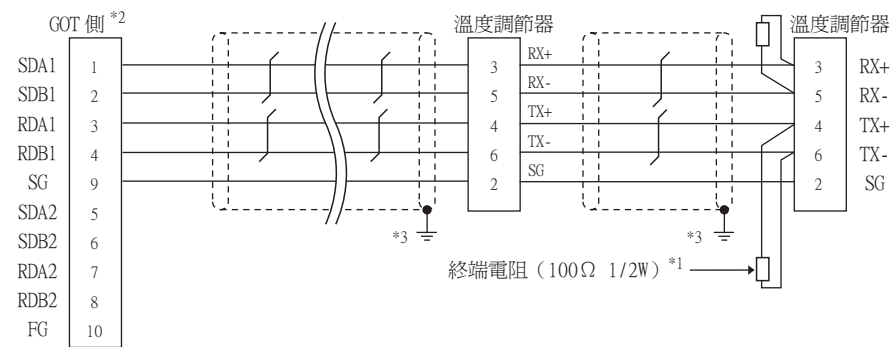 GOT 側 *2
溫度調節器
溫度調節器
SDA1 1 3 RX+ 3 RX+
SDB1 2 5 RX- 5 RX-
RDA1 3 4 TX+ 4 TX+
RDB1 4 6 TX- 6 TX-
SG 9 2 SG 2 SG
SDA2 5
SDB2 6
*3
*3
RDA2 7
終端電阻（100Ω 1/2W）*1
RDB2 8
FG 10